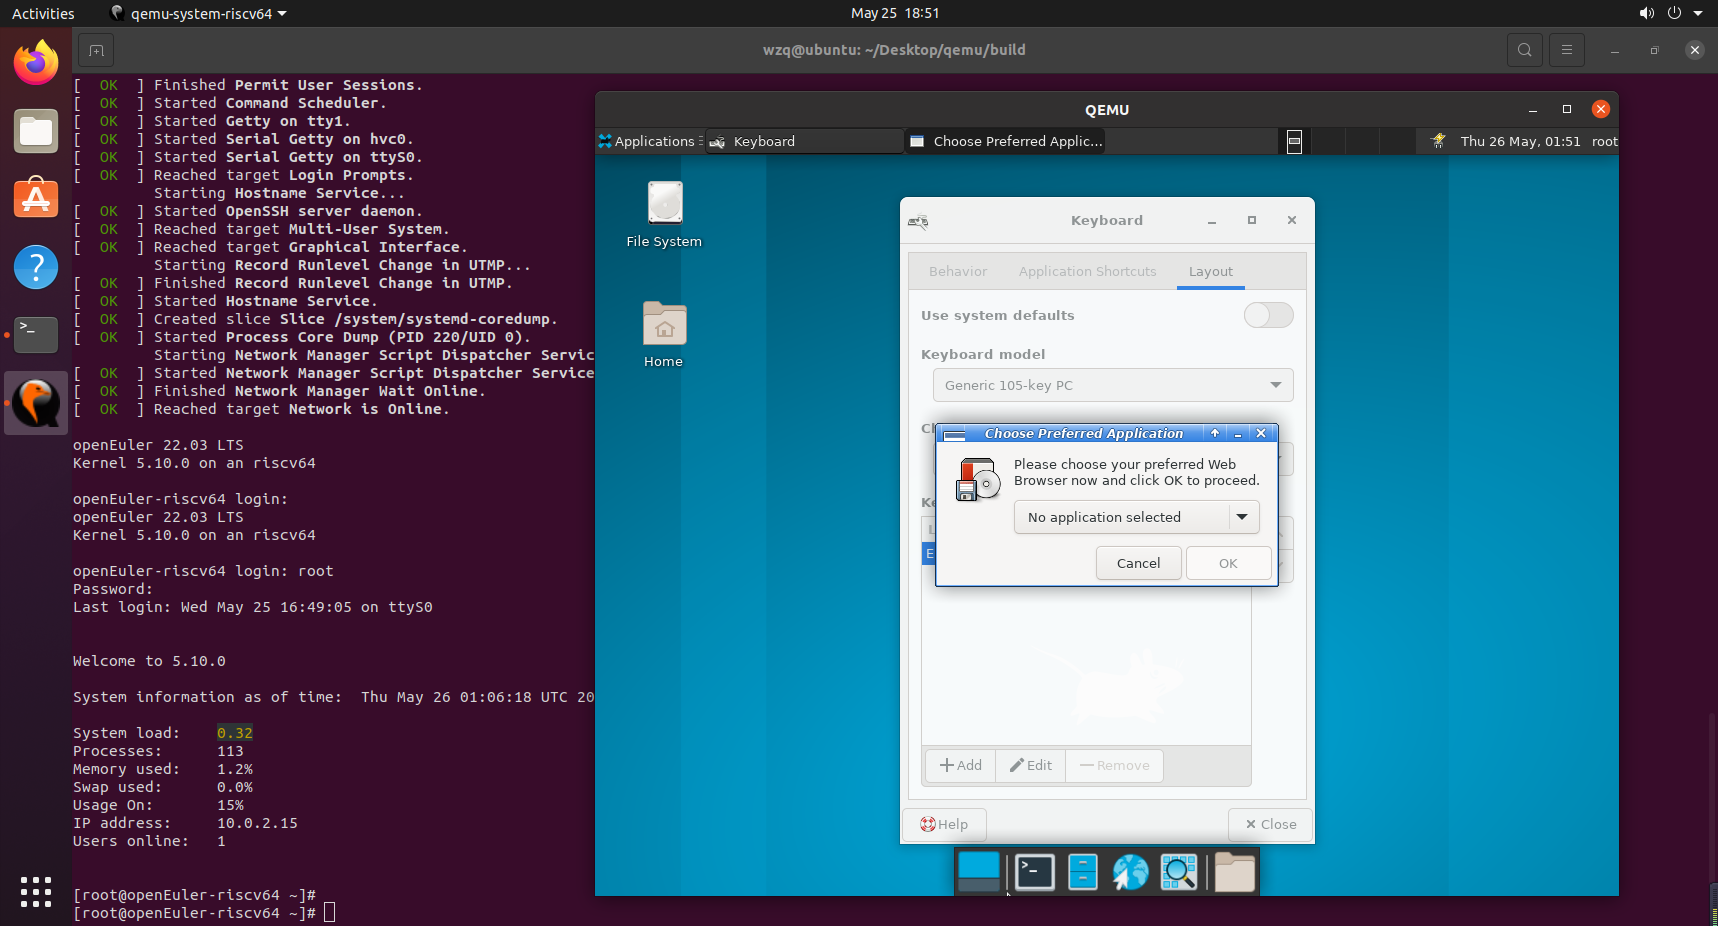 Activities
qemu-system-riscv64
May 25 18:51
wzq@ubuntu: ~/Desktop/qemu/build
[ OK ] Finished Permit User Sessions.
[ OK ] Started Command Scheduler.
[ OK ] Started Getty on tty1.
[ OK ] Started Serial Getty on hvc0.
[ OK ] Started Serial Getty on ttyS0.
[ OK ] Reached target Login Prompts.
Starting Hostname Service...
[ OK ] Started OpenSSH server daemon.
[ OK ] Reached target Multi-User System.
[ OK ] Reached target Graphical Interface.
Starting Record Runlevel Change in UTMP...
[ OK ] Finished Record Runlevel Change in UTMP.
[ OK ] Started Hostname Service.
[ OK ] Created slice Slice /system/systemd-coredump.
[ OK ] Started Process Core Dump (PID 220/UID 0).
Starting Network Manager Script Dispatcher Servic
[ OK ] Started Network Manager Script Dispatcher Service
[ OK ] Finished Network Manager Wait Online.
[ OK ] Reached target Network is Online.
openEuler 22.03 LTS
Kernel 5.10.0 on an riscv64
openEuler-riscv64 login:
openEuler 22.03 LTS
Kernel 5.10.0 on an riscv64
openEuler-riscv64 login: root
Password:
Last login: Wed May 25 16:49:05 on ttyS0
Welcome to 5.10.0
System information as of time: Thu May 26 01:06:18 UTC 20
System load: 0.32
Processes: 113
Memory used: 1.2%
Swap used: 0.0%
Usage On: 15%
IP address: 10.0.2.15
Users online: 1
[root@openEuler-riscv64 ~]#
[root@openEuler-riscv64 ~]#
QEMU
Applications
Keyboard
Choose Preferred Applic...
Thu 26 May, 01:51
root
File System
Home
Keyboard
Behavior
Application Shortcuts
Layout
Use system defaults
Keyboard model
Generic 105-key PC
Choose Preferred Application
Please choose your preferred Web
Browser now and click OK to proceed.
No application selected
Cancel
OK
Add
Edit
Remove
Help
Close